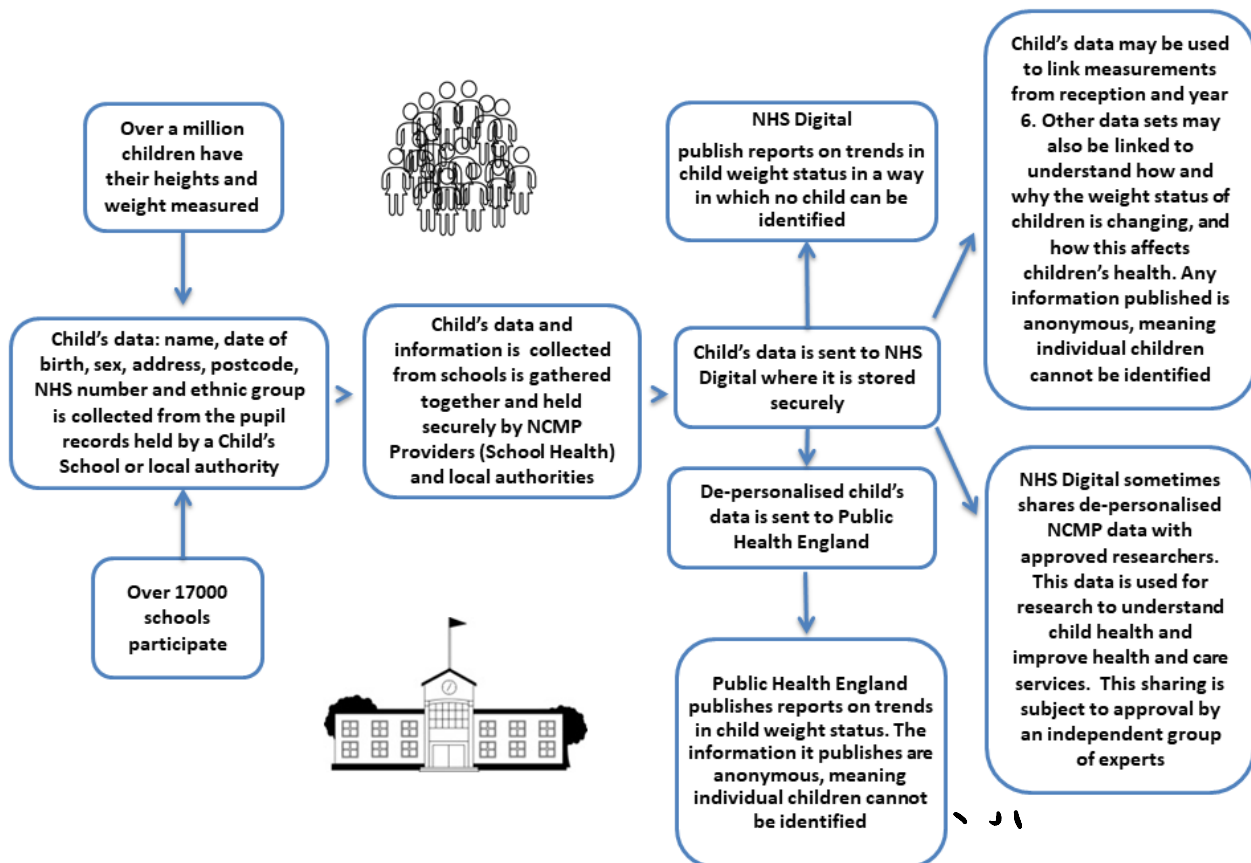 Over a million
children have
their heights and
weight measured
Child's data: name, date of
birth, sex, address, postcode,
NHS number and ethnic group
is collected from the pupil
records held by a Child's
School or local authority
Over 17000
schools
participate
Child's data and
information is collected
from schools is gathered
together and held
securely by NCMP
Providers (School Health)
and local authorities
NHS Digital
publish reports on trends in
child weight status in a way
in which no child can be
identified
Child's data is sent to NHS
Digital where it is stored
securely
De-personalised child's
data is sent to Public
Health England
Public Health England
publishes reports on trends
in child weight status. The
information it publishes are
anonymous, meaning
individual children cannot
be identified
Child's data may be used
to link measurements
from reception and year
6. Other data sets may
also be linked to
understand how and
why the weight status of
children is changing, and
how this affects
children's health. Any
information published is
anonymous, meaning
individual children
cannot be identified
NHS Digital sometimes
shares de-personalised
NCMP data with
approved researchers.
This data is used for
research to understand
child health and
improve health and care
services. This sharing is
subject to approval by
an independent group
of experts